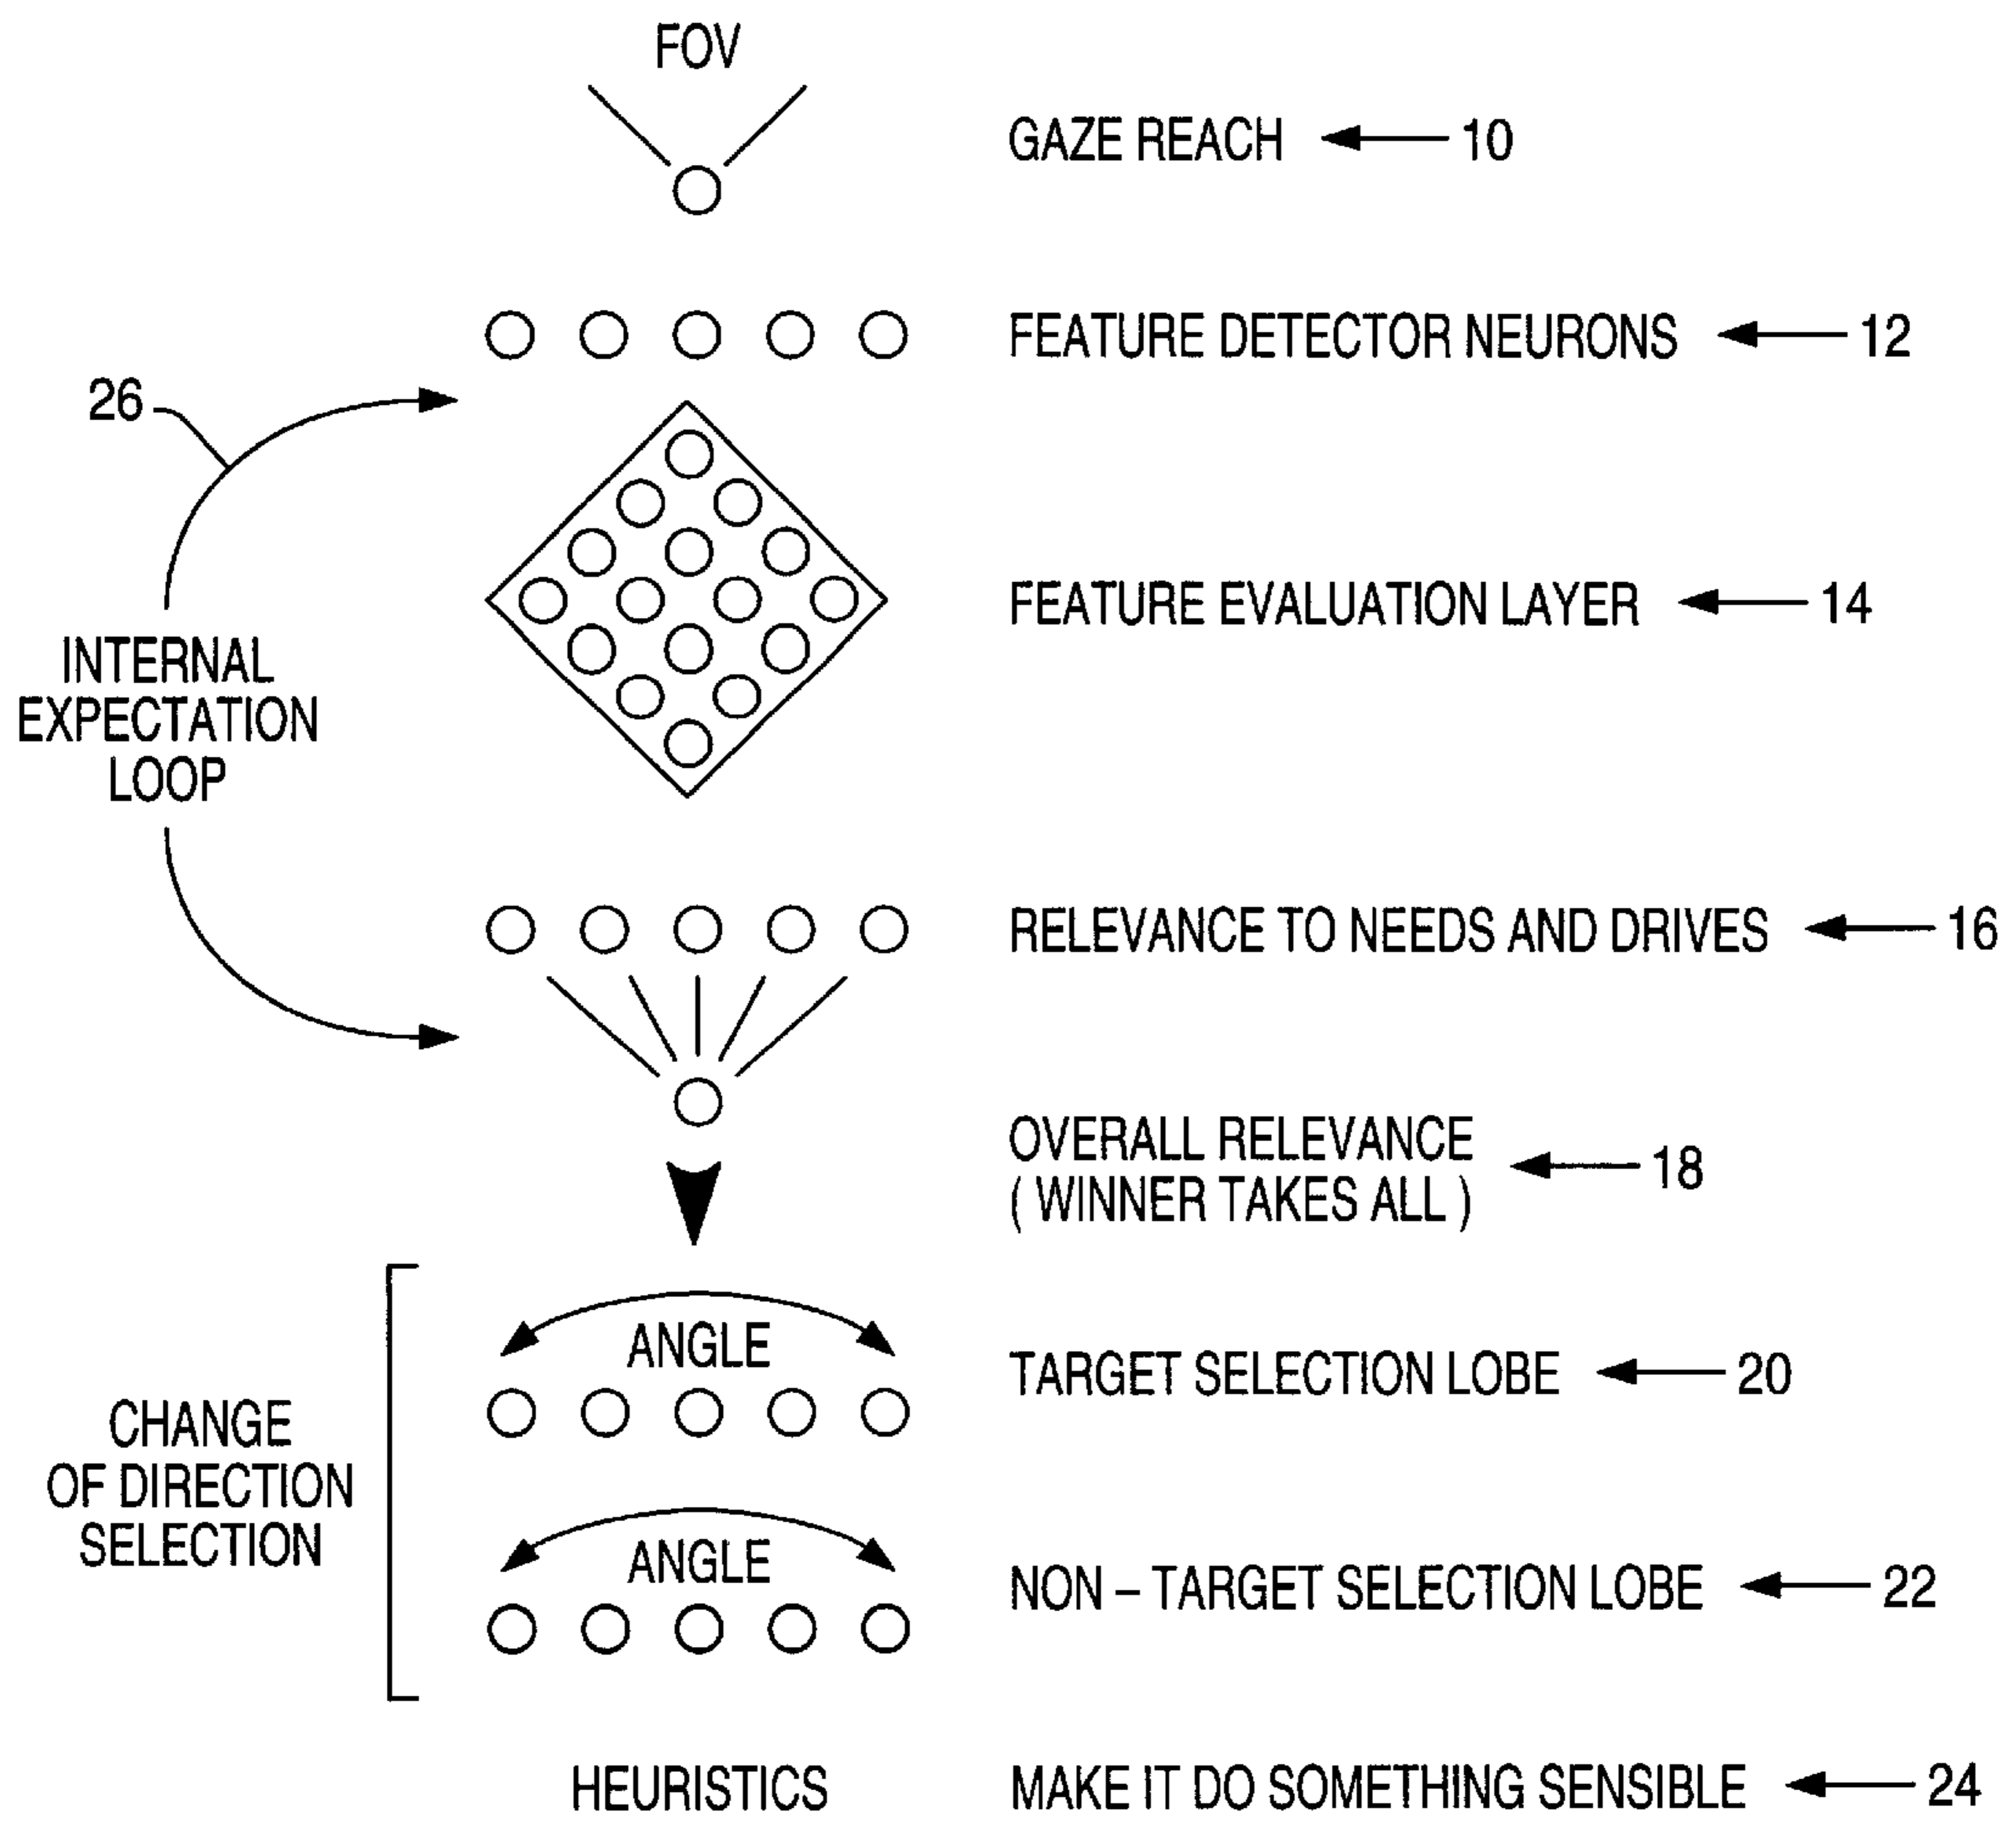 FOV
GAZE REACH 10
FEATURE DETECTOR NEURONS 12
26
FEATURE EVALUATION LAYER 14
INTERNAL
EXPECTATION
LOOP
RELEVANCE TO NEEDS AND DRIVES 16
OVERALL RELEVANCE
( WINNER TAKES ALL )
18
ANGLE
TARGET SELECTION LOBE 20
CHANGE
OF DIRECTION
SELECTION
ANGLE
NON – TARGET SELECTION LOBE 22
HEURISTICS
MAKE IT DO SOMETHING SENSIBLE 24